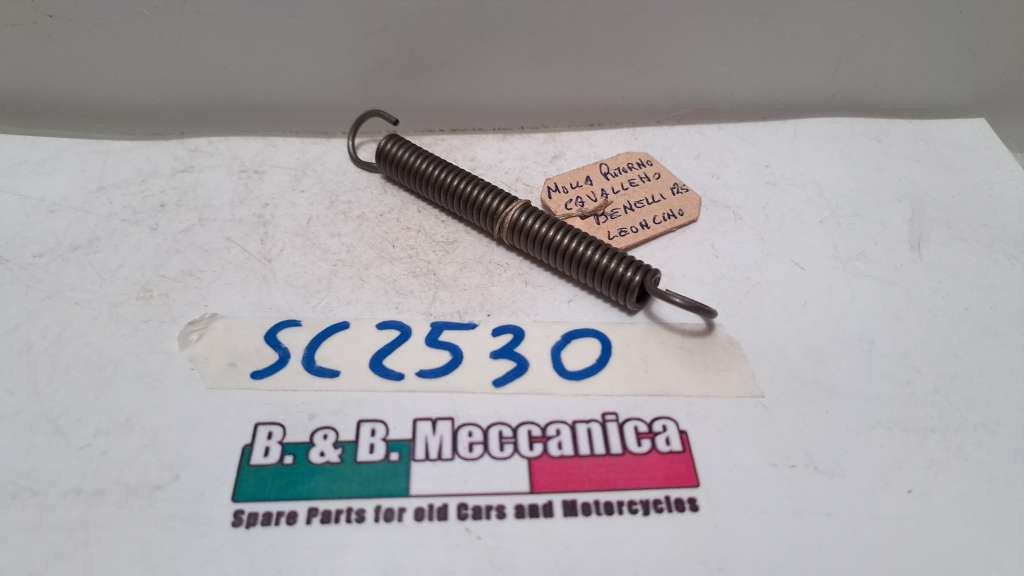 MOLLA RITORNO
CAVALLETTO
BENELLI 125
LEONCINO
SC2530
B. & B. Meccanica
Spare Parts for old Cars and Motorcycles